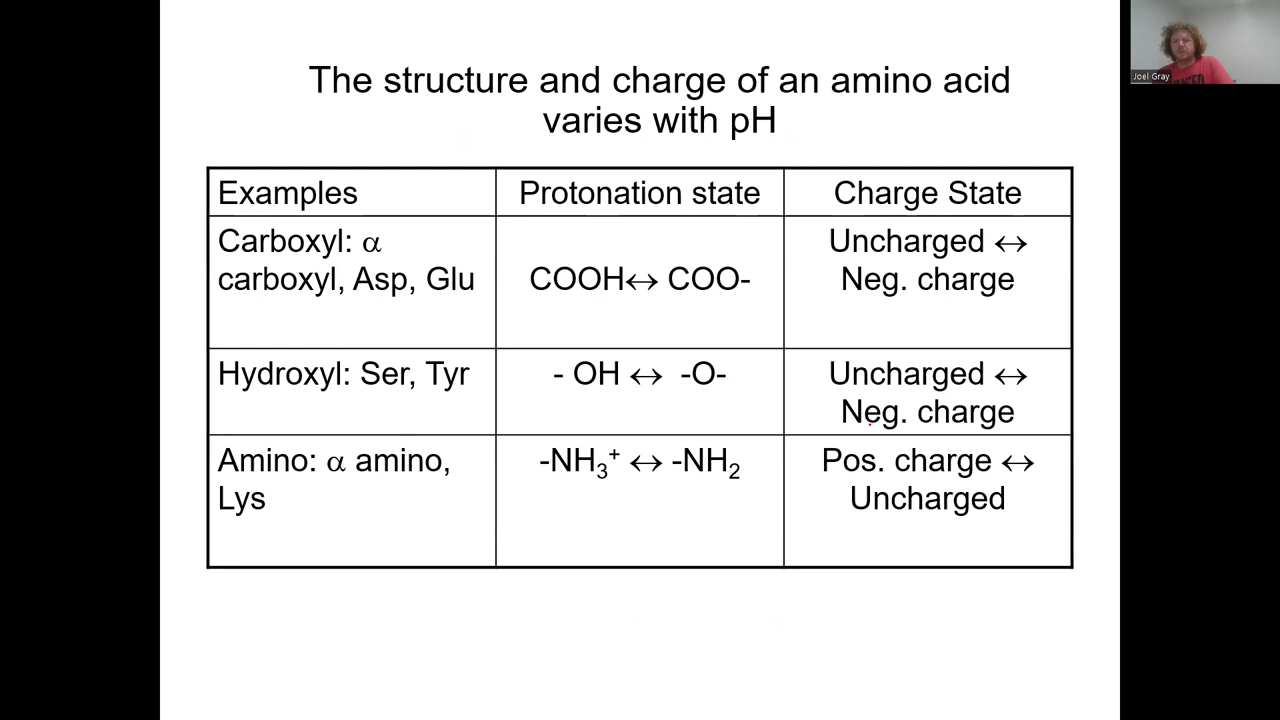 The structure and charge of an amino acid
varies with pH
Examples
Protonation state
Charge State
Carboxyl: α
carboxyl, Asp, Glu
COOH↔ COO-
Uncharged ↔
Neg. charge
Hydroxyl: Ser, Tyr
- OH ↔ -O-
Uncharged ↔
Neg. charge
Amino: α amino,
Lys
-NH₃⁺ ↔ -NH₂
Pos. charge ↔
Uncharged
Joel Gray